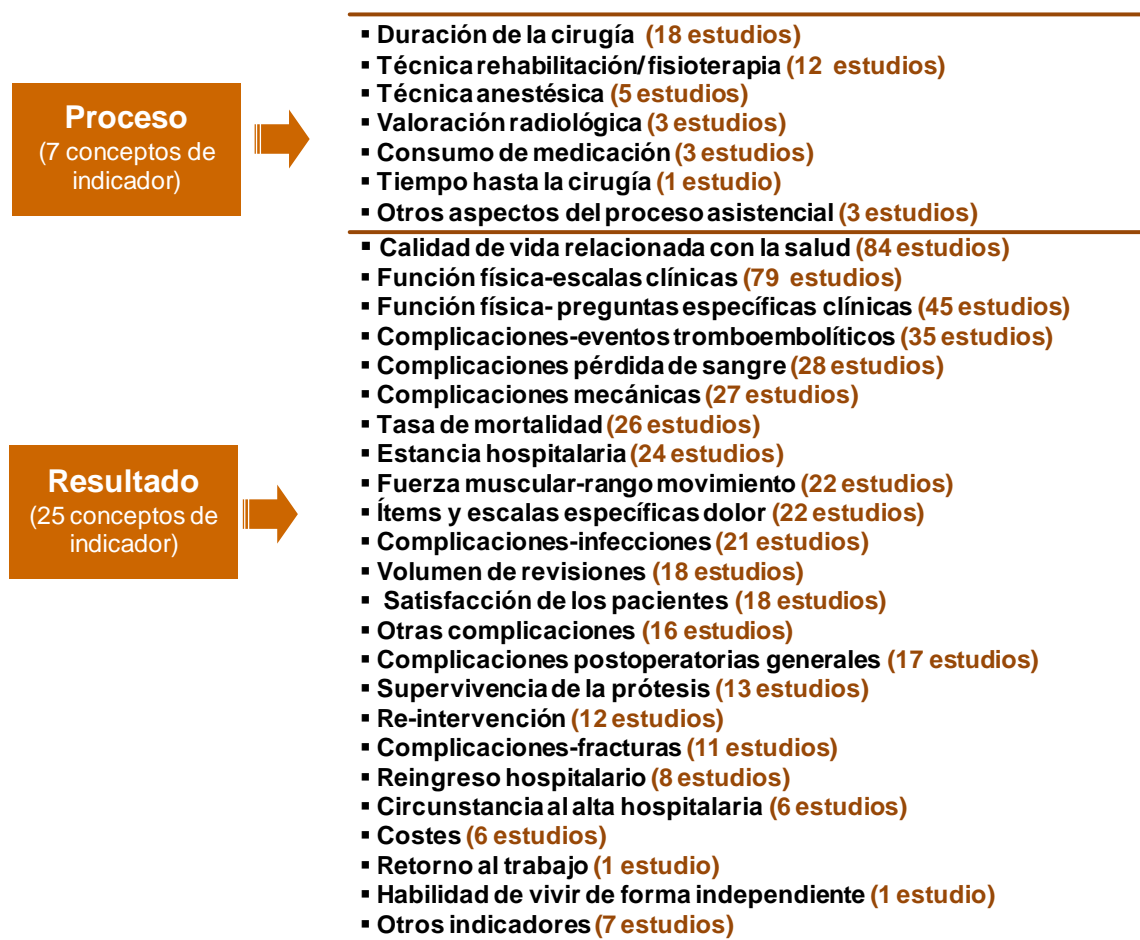 Proceso
(7 conceptos de
indicador)
▪ Duración de la cirugía (18 estudios)
▪ Técnica rehabilitación/fisioterapia (12 estudios)
▪ Técnica anestésica (5 estudios)
▪ Valoración radiológica (3 estudios)
▪ Consumo de medicación (3 estudios)
▪ Tiempo hasta la cirugía (1 estudio)
▪ Otros aspectos del proceso asistencial (3 estudios)
Resultado
(25 conceptos de
indicador)
▪ Calidad de vida relacionada con la salud (84 estudios)
▪ Función física-escalas clínicas (79 estudios)
▪ Función física- preguntas específicas clínicas (45 estudios)
▪ Complicaciones-eventos tromboembolíticos (35 estudios)
▪ Complicaciones pérdida de sangre (28 estudios)
▪ Complicaciones mecánicas (27 estudios)
▪ Tasa de mortalidad (26 estudios)
▪ Estancia hospitalaria (24 estudios)
▪ Fuerza muscular-rango movimiento (22 estudios)
▪ Ítems y escalas específicas dolor (22 estudios)
▪ Complicaciones-infecciones (21 estudios)
▪ Volumen de revisiones (18 estudios)
▪ Satisfacción de los pacientes (18 estudios)
▪ Otras complicaciones (16 estudios)
▪ Complicaciones postoperatorias generales (17 estudios)
▪ Supervivencia de la prótesis (13 estudios)
▪ Re-intervención (12 estudios)
▪ Complicaciones-fracturas (11 estudios)
▪ Reingreso hospitalario (8 estudios)
▪ Circunstancia al alta hospitalaria (6 estudios)
▪ Costes (6 estudios)
▪ Retorno al trabajo (1 estudio)
▪ Habilidad de vivir de forma independiente (1 estudio)
▪ Otros indicadores (7 estudios)